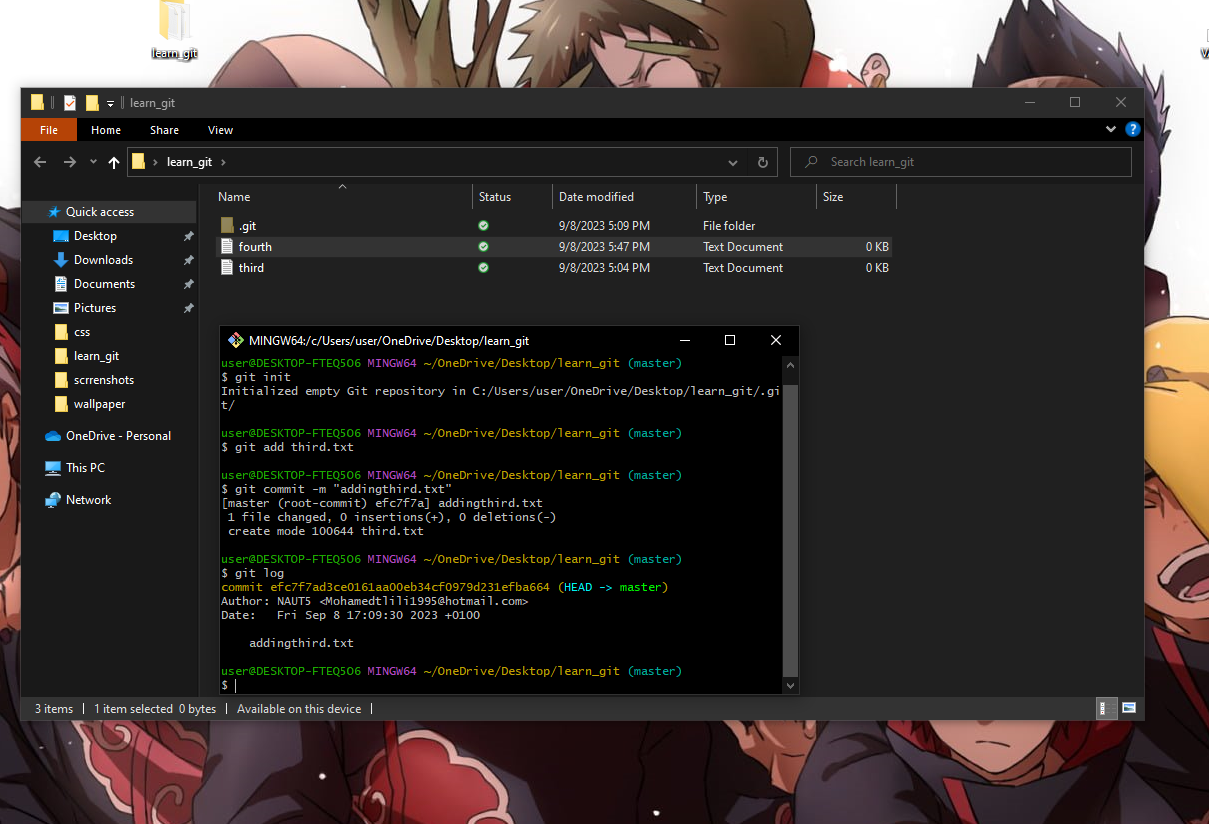 learn_git
learn_git
File Home Share View
learn_git
Search learn_git
Name Status Date modified Type Size
.git 9/8/2023 5:09 PM File folder
fourth 9/8/2023 5:47 PM Text Document 0 KB
third 9/8/2023 5:04 PM Text Document 0 KB
Quick access
Desktop
Downloads
Documents
Pictures
css
learn_git
scrrenshots
wallpaper
OneDrive - Personal
This PC
Network
MINGW64:/c/Users/user/OneDrive/Desktop/learn_git
user@DESKTOP-FTEQ5O6 MINGW64 ~/OneDrive/Desktop/learn_git (master)
$ git init
Initialized empty Git repository in C:/Users/user/OneDrive/Desktop/learn_git/.gi
t/
user@DESKTOP-FTEQ5O6 MINGW64 ~/OneDrive/Desktop/learn_git (master)
$ git add third.txt
user@DESKTOP-FTEQ5O6 MINGW64 ~/OneDrive/Desktop/learn_git (master)
$ git commit -m "addingthird.txt"
[master (root-commit) efc7f7a] addingthird.txt
1 file changed, 0 insertions(+), 0 deletions(-)
create mode 100644 third.txt
user@DESKTOP-FTEQ5O6 MINGW64 ~/OneDrive/Desktop/learn_git (master)
$ git log
commit efc7f7ad3ce0161aa00eb34cf0979d231efba664 (HEAD -> master)
Author: NAUT5 <Mohamedtlili1995@hotmail.com>
Date: Fri Sep 8 17:09:30 2023 +0100
addingthird.txt
user@DESKTOP-FTEQ5O6 MINGW64 ~/OneDrive/Desktop/learn_git (master)
$
3 items 1 item selected 0 bytes Available on this device